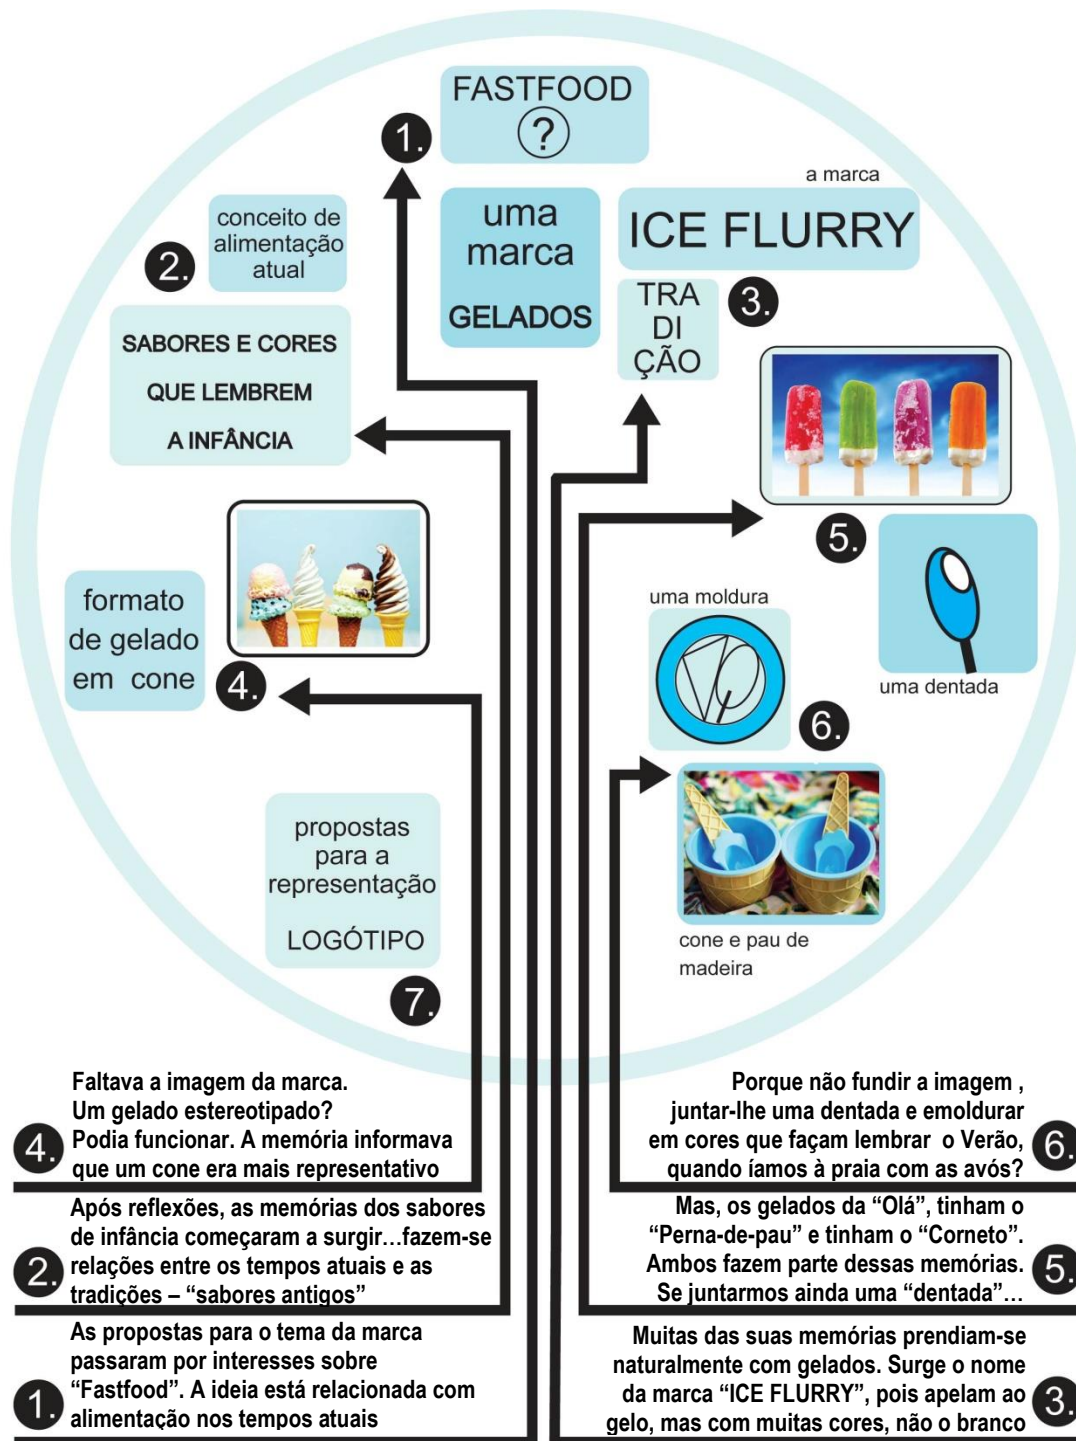 FASTFOOD
?
1.
a marca
ICE FLURRY
uma
marca
GELADOS
conceito de
alimentação
atual
2.
TRA
DI
ÇÃO
3.
SABORES E CORES
QUE LEMBREM
A INFÂNCIA
5.
formato
de gelado
em cone
4.
uma moldura
uma dentada
6.
propostas
para a
representação
LOGÓTIPO
7.
cone e pau de
madeira
Faltava a imagem da marca.
Um gelado estereotipado?
4. Podia funcionar. A memória informava
que um cone era mais representativo
Após reflexões, as memórias dos sabores
de infância começaram a surgir...fazem-se
2. relações entre os tempos atuais e as
tradições – “sabores antigos”
As propostas para o tema da marca
passaram por interesses sobre
1. “Fastfood”. A ideia está relacionada com
alimentação nos tempos atuais
Porque não fundir a imagem ,
juntar-lhe uma dentada e emoldurar
em cores que façam lembrar o Verão, 6.
quando íamos à praia com as avós?
Mas, os gelados da “Olá”, tinham o
“Perna-de-pau” e tinham o “Corneto”.
Ambos fazem parte dessas memórias. 5.
Se juntarmos ainda uma “dentada”...
Muitas das suas memórias prendiam-se
naturalmente com gelados. Surge o nome
da marca “ICE FLURRY”, pois apelam ao 3.
gelo, mas com muitas cores, não o branco